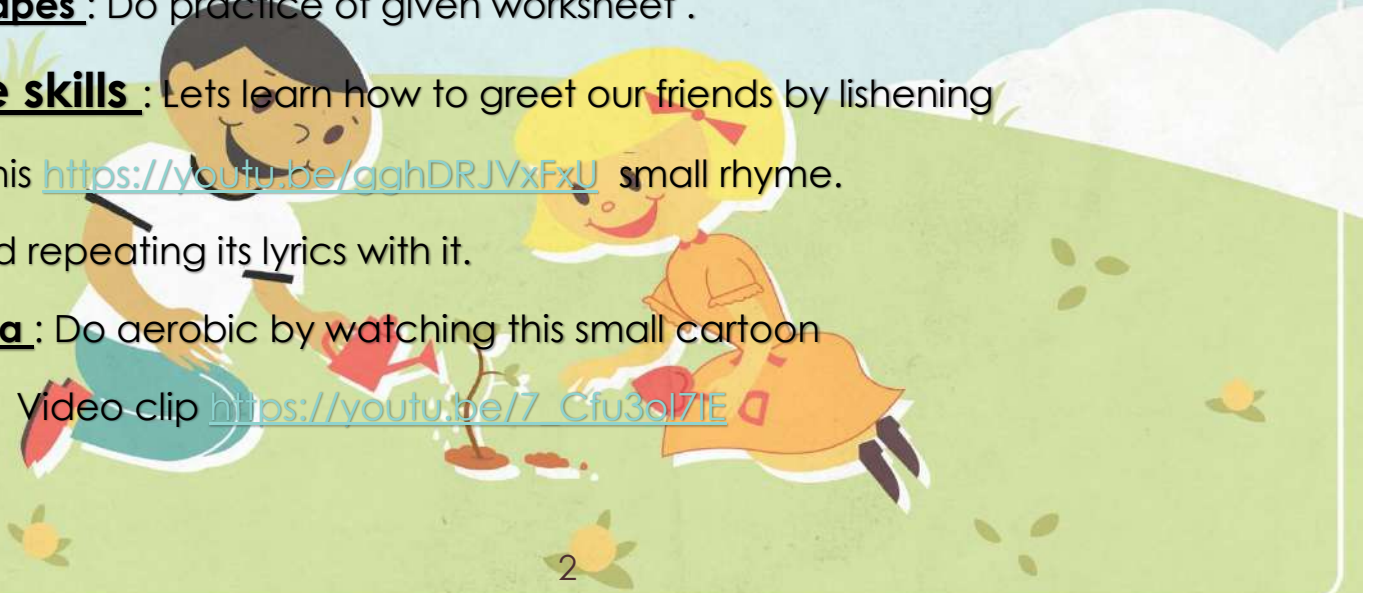 apes : Do practice of given worksheet .
e skills : Lets learn how to greet our friends by lishening
his https://youtu.be/gghDRJVxFxU small rhyme.
d repeating its lyrics with it.
a : Do aerobic by watching this small cartoon
Video clip https://youtu.be/7_Cfu3ol7lE
2